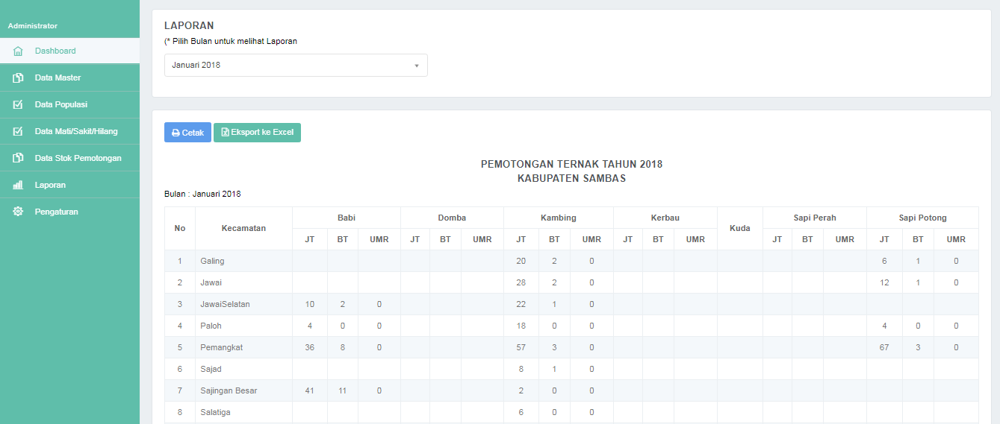 Administrator
Dashboard
Data Master
Data Populasi
Data Mati/Sakit/Hilang
Data Stok Pemotongan
Laporan
Pengaturan
LAPORAN
(* Pilih Bulan untuk melihat Laporan
Januari 2018
Cetak Eksport ke Excel
PEMOTONGAN TERNAK TAHUN 2018
KABUPATEN SAMBAS
Bulan : Januari 2018
No Kecamatan Babi Domba Kambing Kerbau Kuda Sapi Perah Sapi Potong
JT BT UMR JT BT UMR JT BT UMR JT BT UMR JT BT UMR JT BT UMR
1 Galing 20 2 0 6 1 0
2 Jawai 28 2 0 12 1 0
3 JawaiSelatan 10 2 0 22 1 0
4 Paloh 4 0 0 18 0 0 4 0 0
5 Pemangkat 36 8 0 57 3 0 67 3 0
6 Sajad 8 1 0
7 Sajingan Besar 41 11 0 2 0 0
8 Salatiga 6 0 0